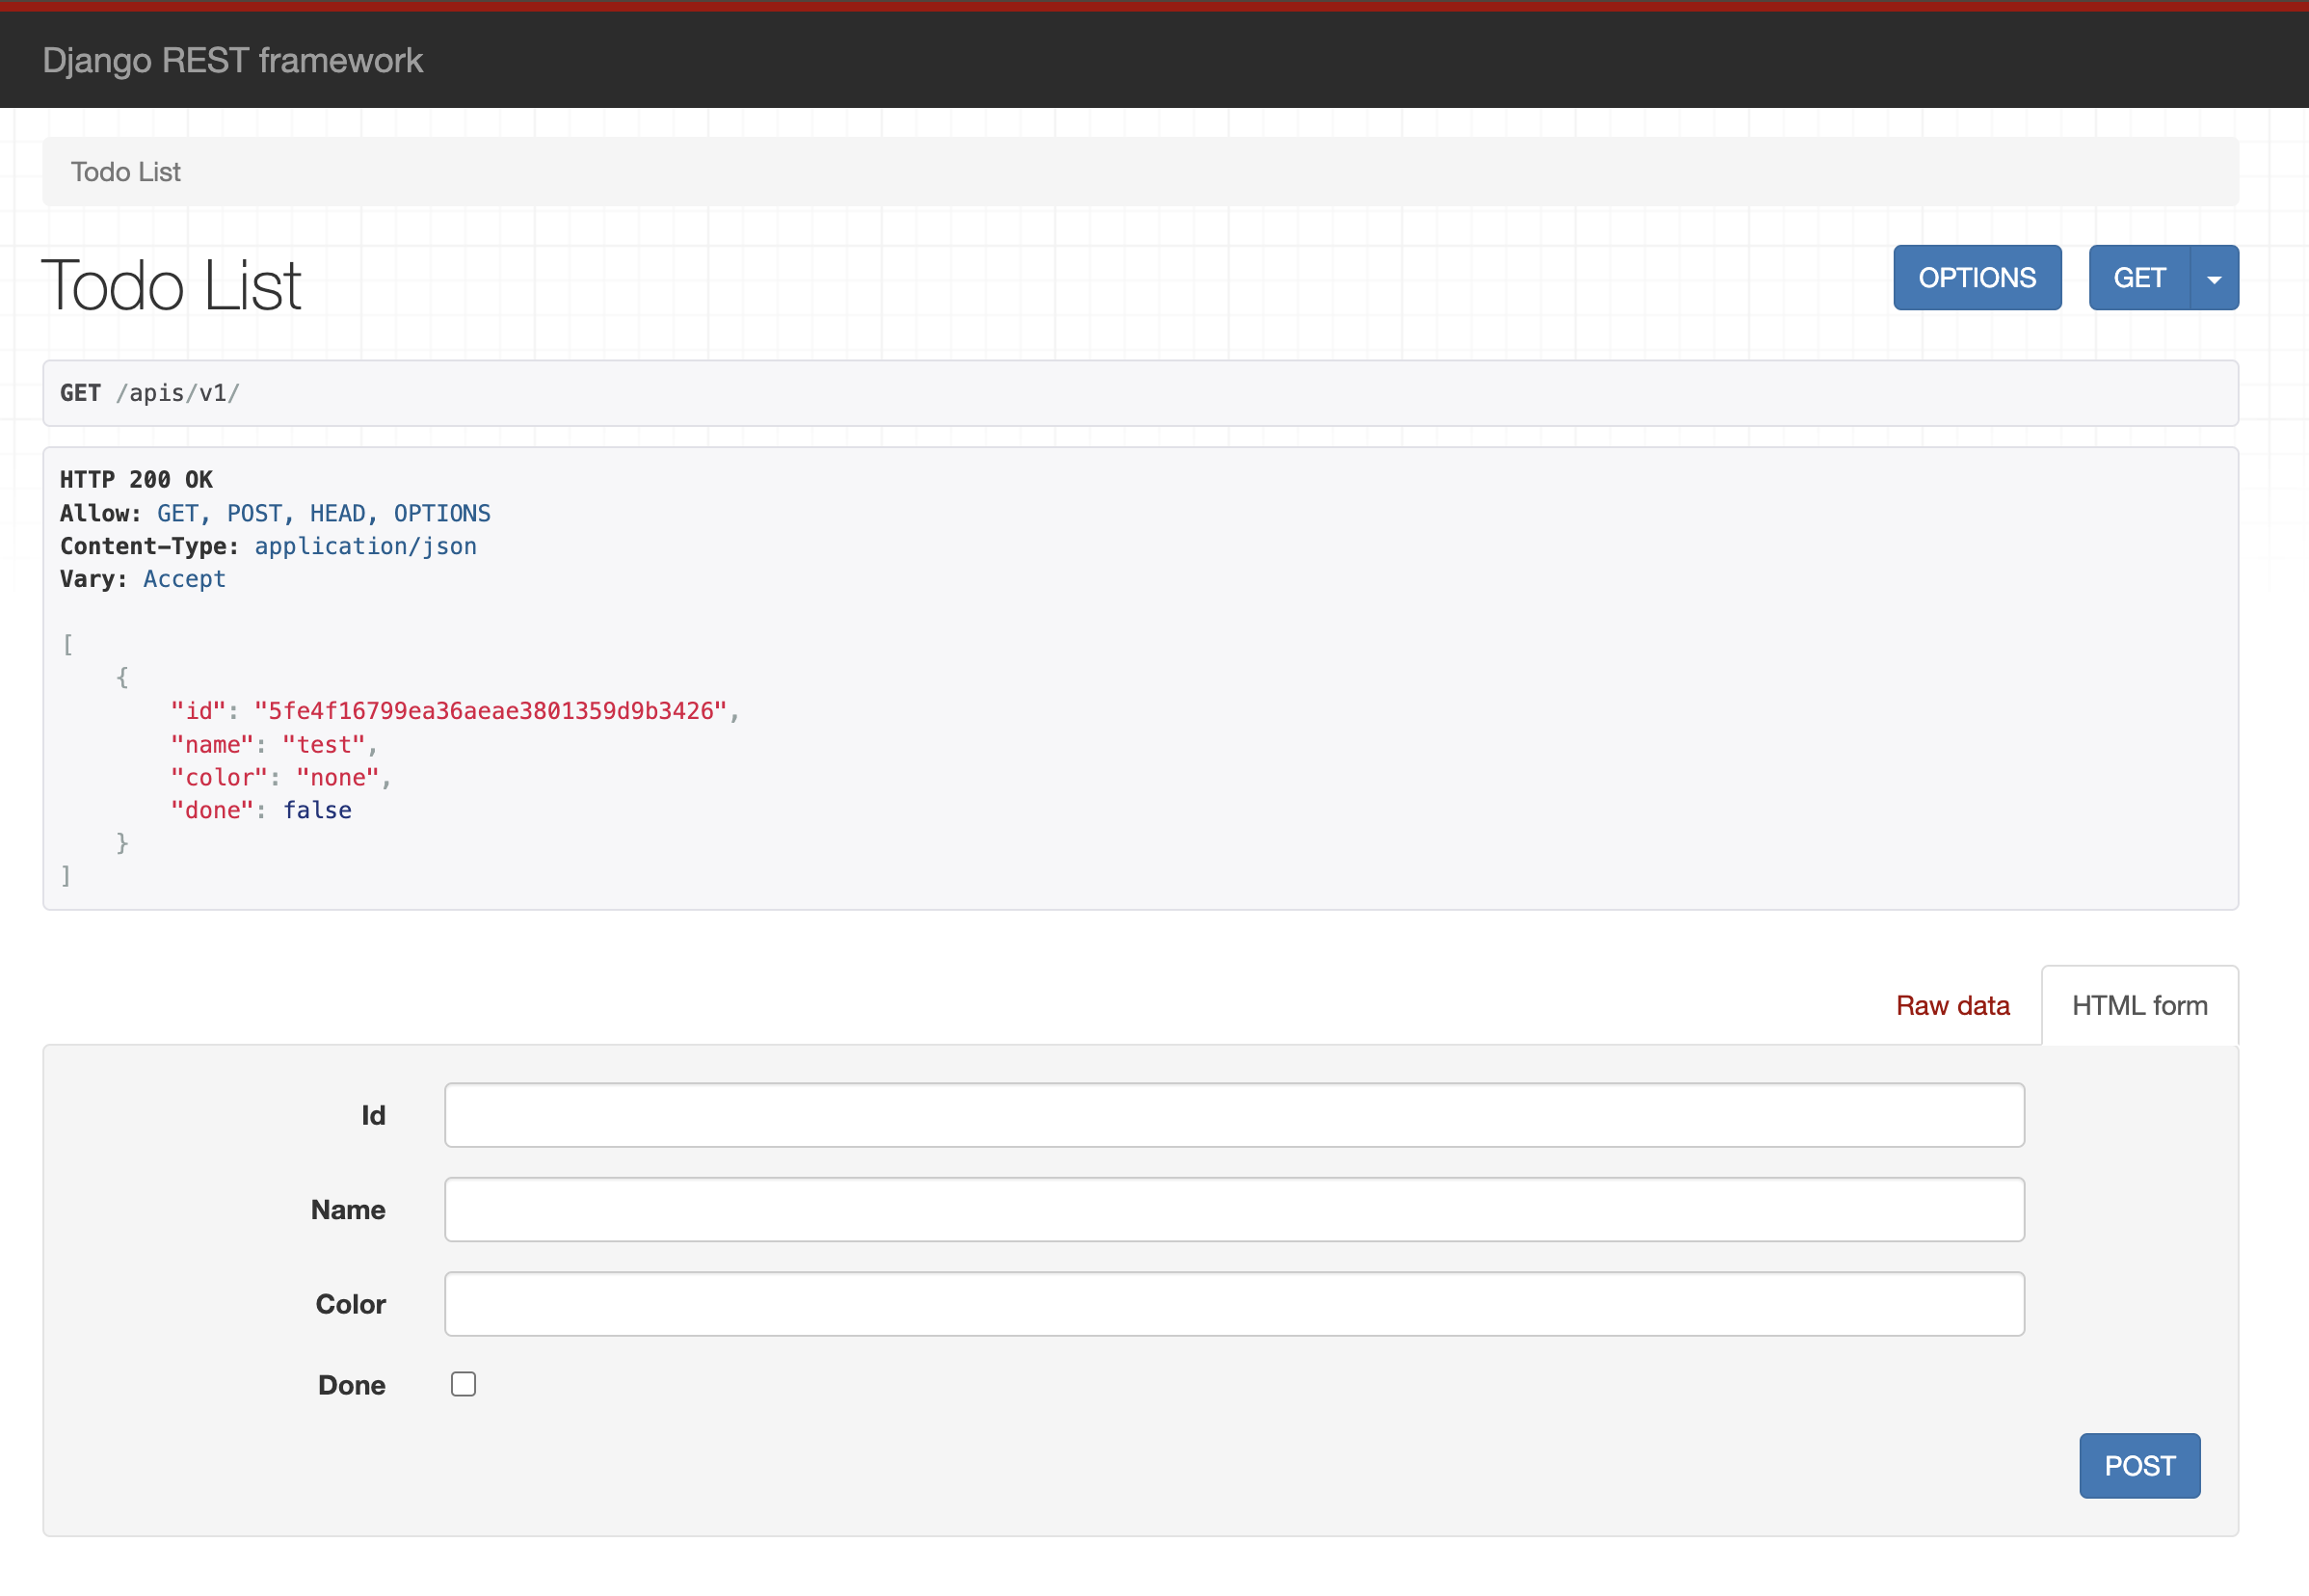 Django REST framework
Todo List
Todo List
OPTIONS
GET
GET /apis/v1/
HTTP 200 OK
Allow: GET, POST, HEAD, OPTIONS
Content-Type: application/json
Vary: Accept
[
    {
        "id": "5fe4f16799ea36aeae3801359d9b3426",
        "name": "test",
        "color": "none",
        "done": false
    }
]
Raw data
HTML form
Id
Name
Color
Done
POST